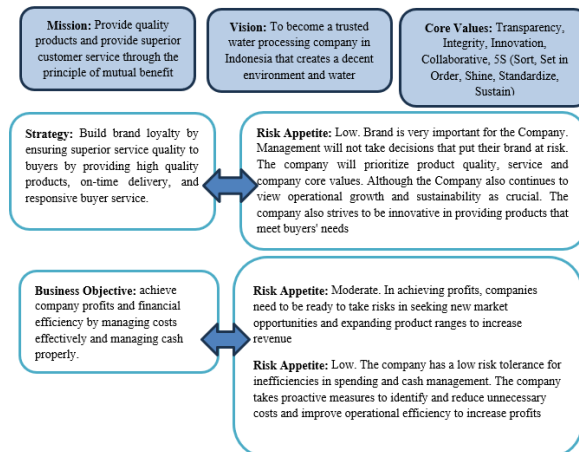 Mission: Provide quality
products and provide superior
customer service through the
principle of mutual benefit
Vision: To become a trusted
water processing company in
Indonesia that creates a decent
environment and water
Core Values: Transparency,
Integrity, Innovation,
Collaborative, 5S (Sort, Set in
Order, Shine, Standardize,
Sustain)
Strategy: Build brand loyalty by
ensuring superior service quality to
buyers by providing high quality
products, on-time delivery, and
responsive buyer service.
Risk Appetite: Low. Brand is very important for the Company.
Management will not take decisions that put their brand at risk.
The company will prioritize product quality, service and
company core values. Although the Company also continues to
view operational growth and sustainability as crucial. The
company also strives to be innovative in providing products that
meet buyers' needs
Business Objective: achieve
company profits and financial
efficiency by managing costs
effectively and managing cash
properly.
Risk Appetite: Moderate. In achieving profits, companies
need to be ready to take risks in seeking new market
opportunities and expanding product ranges to increase
revenue
Risk Appetite: Low. The company has a low risk tolerance for
inefficiencies in spending and cash management. The company
takes proactive measures to identify and reduce unnecessary
costs and improve operational efficiency to increase profits